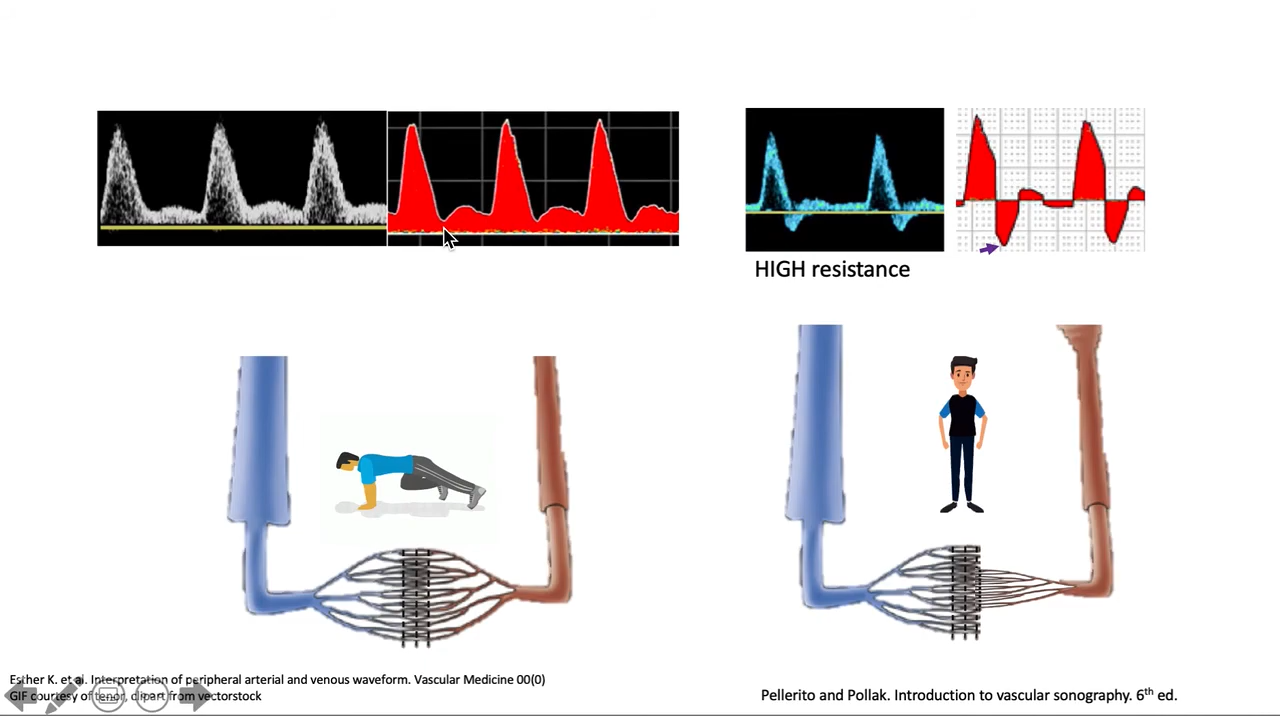 HIGH resistance
Esther K. et al. Interpretation of peripheral arterial and venous waveform. Vascular Medicine 00(0)
GIF courtesy of tenor, clipart from vectorstock
Pellerito and Pollak. Introduction to vascular sonography. 6th ed.